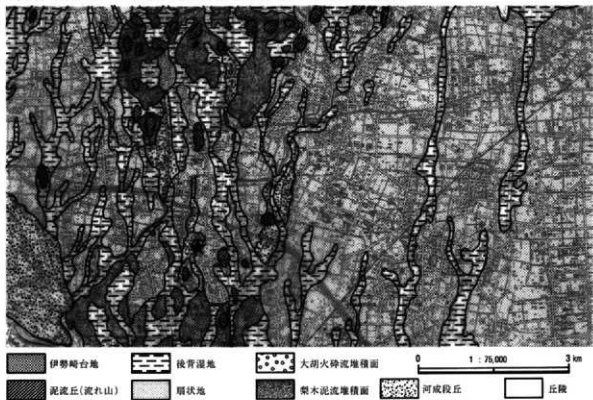 伊勢崎台地
後背湿地
大胡火砕流堆積面
0 1 : 75,000 3 km
泥流丘(流れ山)
扇状地
梨木泥流堆積面
河成段丘
丘陵